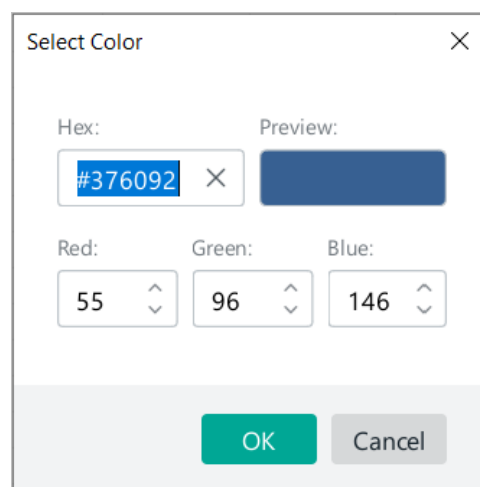 Select Color
Hex: Preview:
#376092
Red: Green: Blue:
55 96 146
OK Cancel